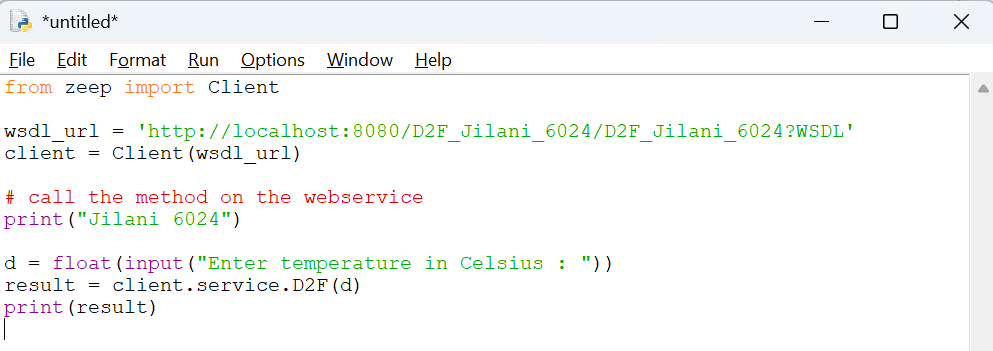 *untitled*
File Edit Format Run Options Window Help
from zeep import Client
wsdl_url = 'http://localhost:8080/D2F_Jilani_6024/D2F_Jilani_6024?WSDL'
client = Client(wsdl_url)
# call the method on the webservice
print("Jilani 6024")
d = float(input("Enter temperature in Celsius : "))
result = client.service.D2F(d)
print(result)